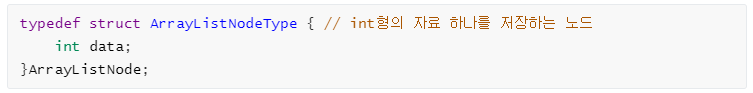 typedef struct ArrayListNodeType { // int형의 자료 하나를 저장하는 노드
    int data;
}ArrayListNode;